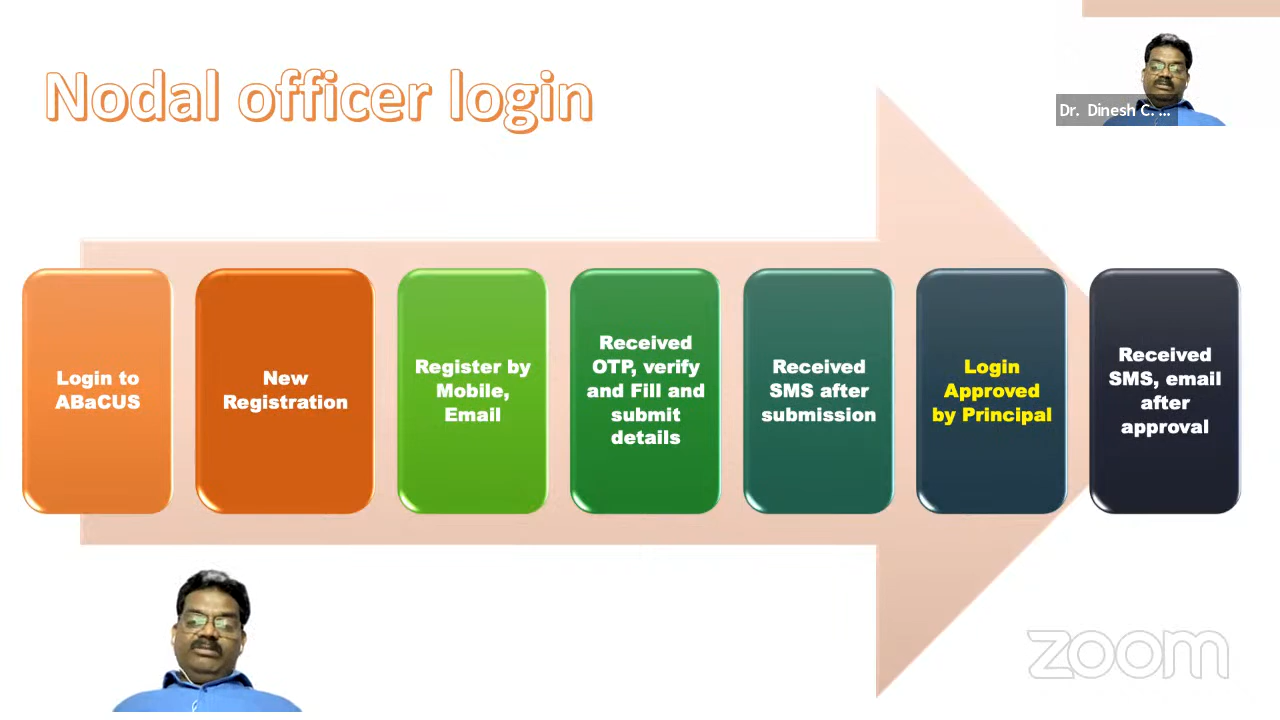 Nodal officer login
Dr. Dinesh C. ...
Login to
ABaCUS
New
Registration
Register by
Mobile,
Email
Received
OTP, verify
and Fill and
submit
details
Received
SMS after
submission
Login
Approved
by Principal
Received
SMS, email
after
approval
zoom